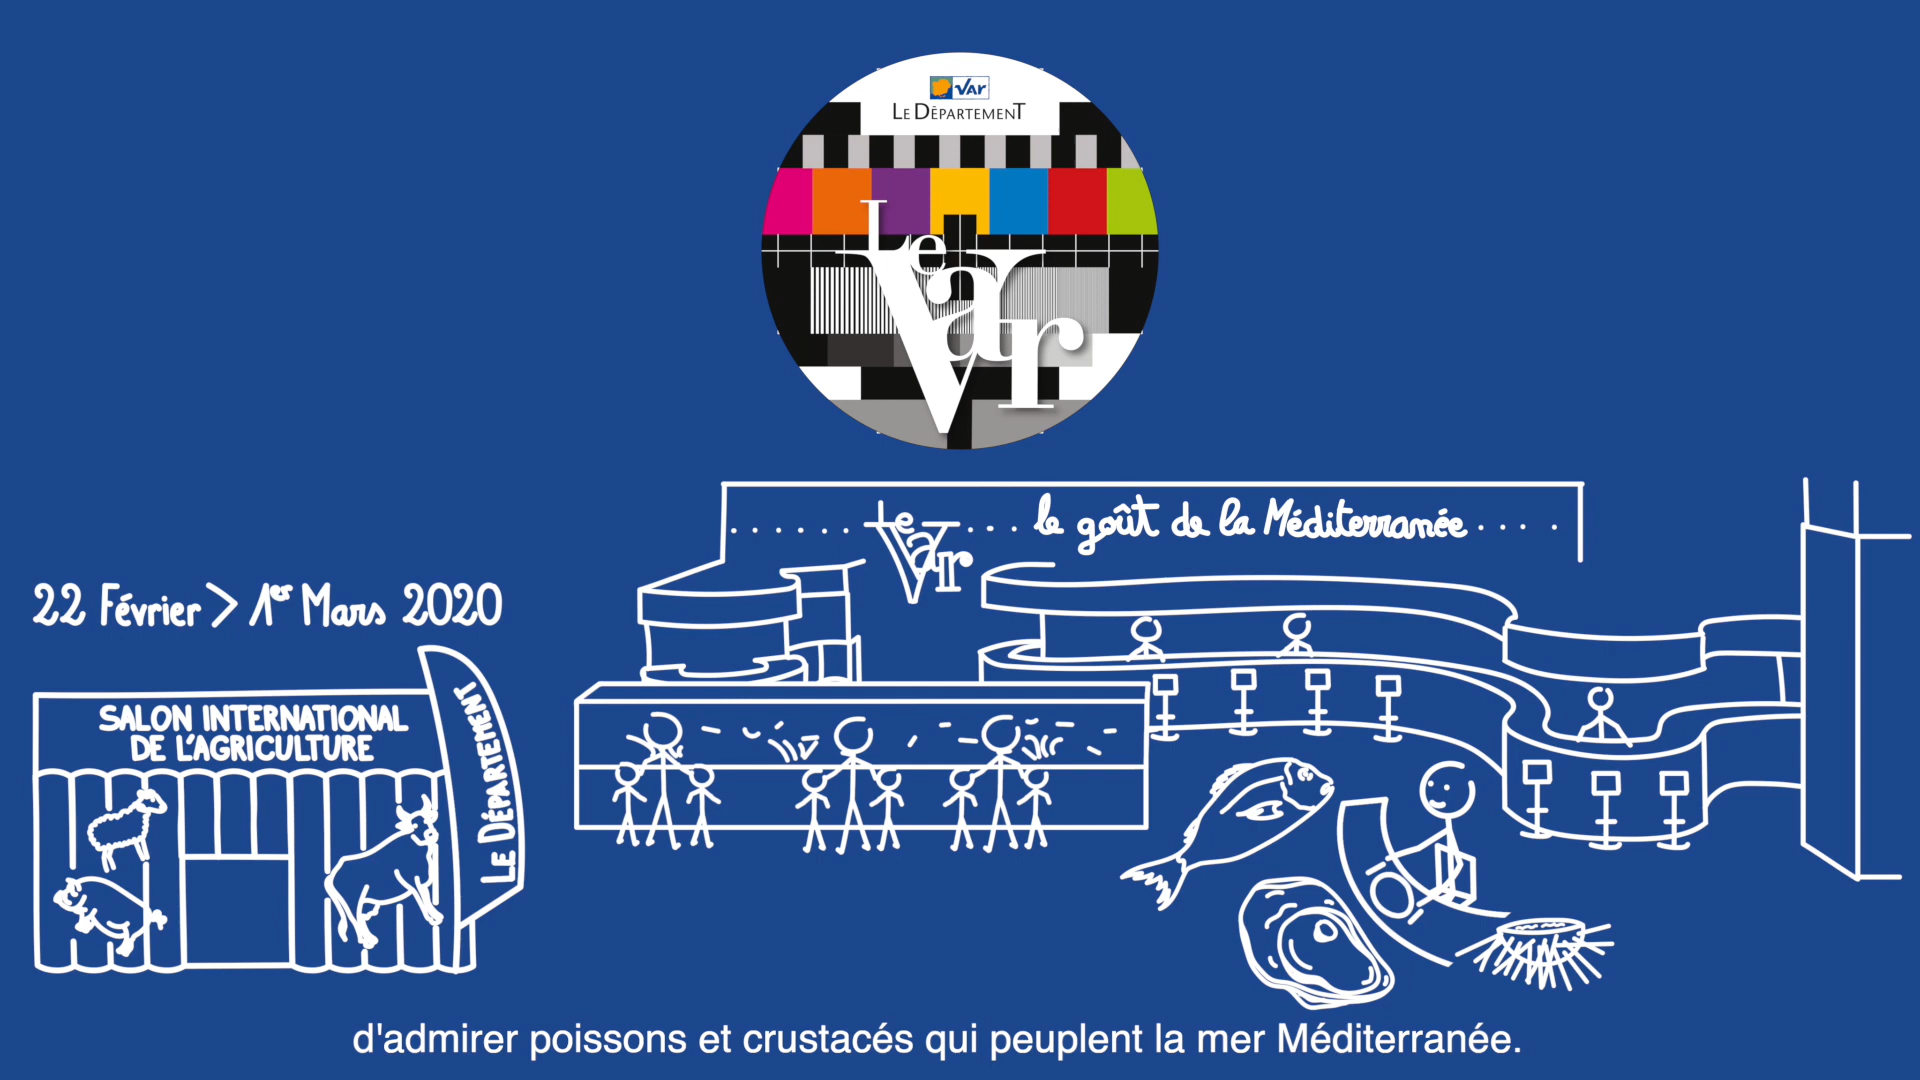 VAr
LE DÉPARTEMENT
Le Var
Le Var
le goût de la Méditerranée
22 Février > 1er Mars 2020
SALON INTERNATIONAL
DE L'AGRICULTURE
LE DÉPARTEMENT
d'admirer poissons et crustacés qui peuplent la mer Méditerranée.